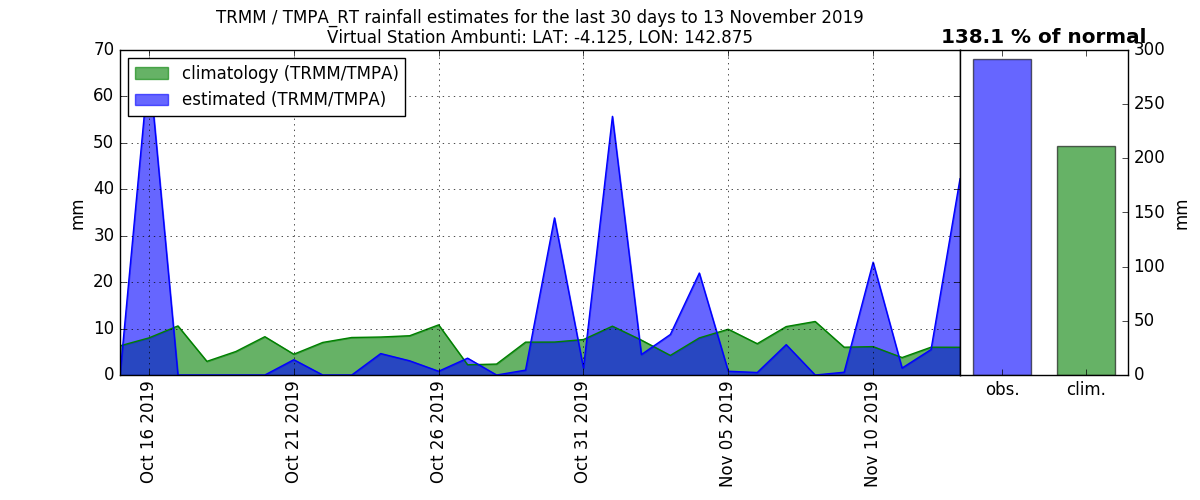 TRMM / TMPA_RT rainfall estimates for the last 30 days to 13 November 2019
Virtual Station Ambunti: LAT: -4.125, LON: 142.875
138.1 % of normal
climatology (TRMM/TMPA)
estimated (TRMM/TMPA)
70
60
50
40
30
20
10
0
mm
Oct 16 2019
Oct 21 2019
Oct 26 2019
Oct 31 2019
Nov 05 2019
Nov 10 2019
300
250
200
150
100
50
0
mm
obs.
clim.